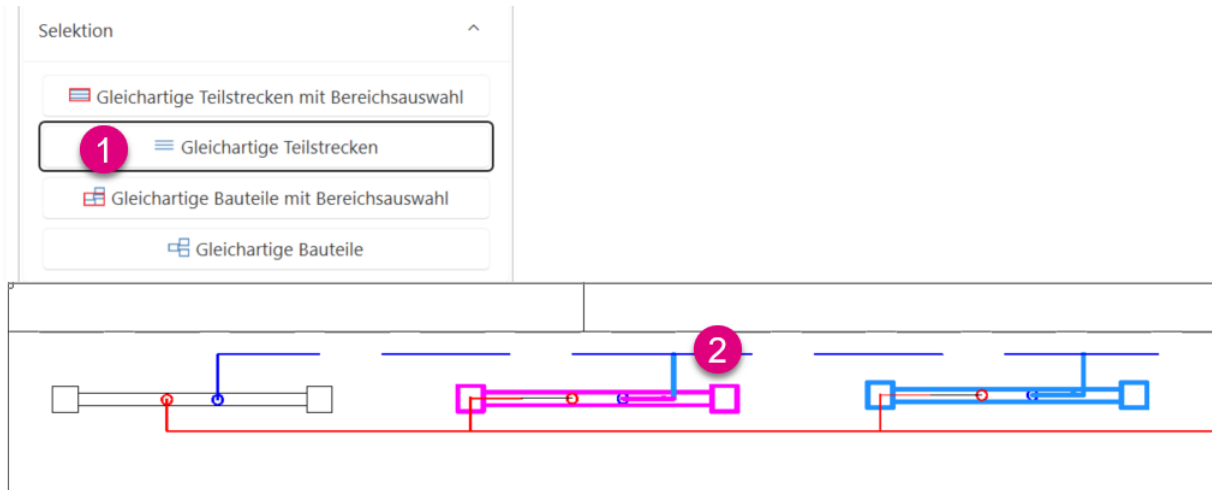 Selektion
Gleichartige Teilstrecken mit Bereichsauswahl
1
Gleichartige Teilstrecken
Gleichartige Bauteile mit Bereichsauswahl
Gleichartige Bauteile
2